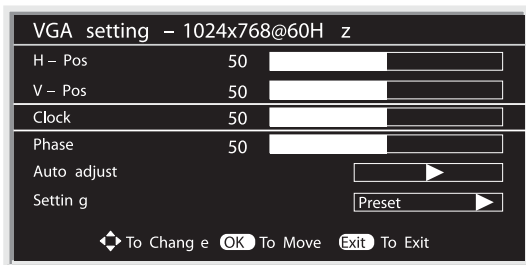 VGA setting – 1024x768@60H z
H – Pos 50
V – Pos 50
Clock 50
Phase 50
Auto adjust
Settin g Preset
To Chang e OK To Move Exit To Exit